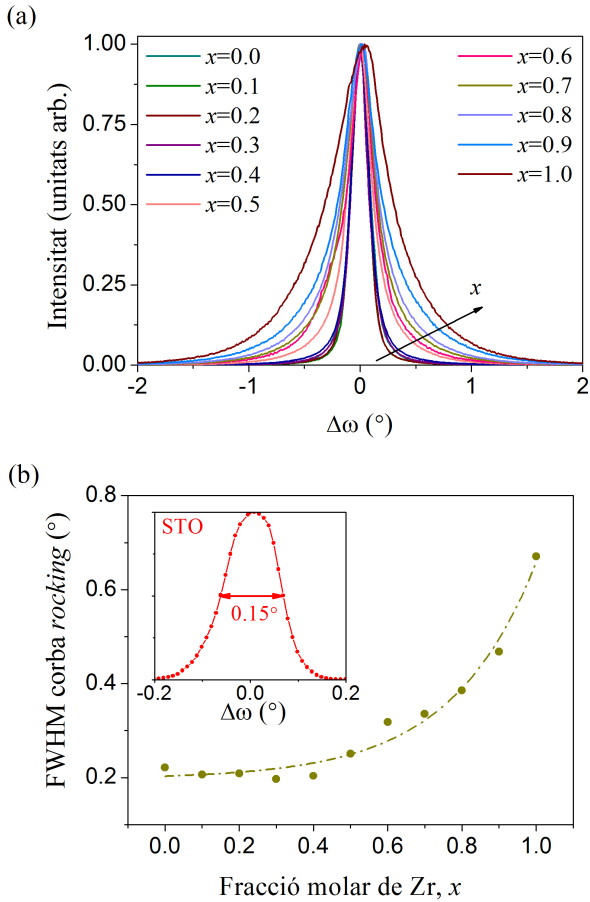 (a)
1.00
0.75
0.50
0.25
0.00
Intensitat (unitats arb.)
x=0.0
x=0.1
x=0.2
x=0.3
x=0.4
x=0.5
x=0.6
x=0.7
x=0.8
x=0.9
x=1.0
x
-2 -1 0 1 2
Δω (°)
(b)
0.8
0.6
0.4
0.2
FWHM corba rocking (°)
STO
0.15°
-0.2 0.0 0.2
Δω (°)
0.0 0.2 0.4 0.6 0.8 1.0
Fracció molar de Zr, x